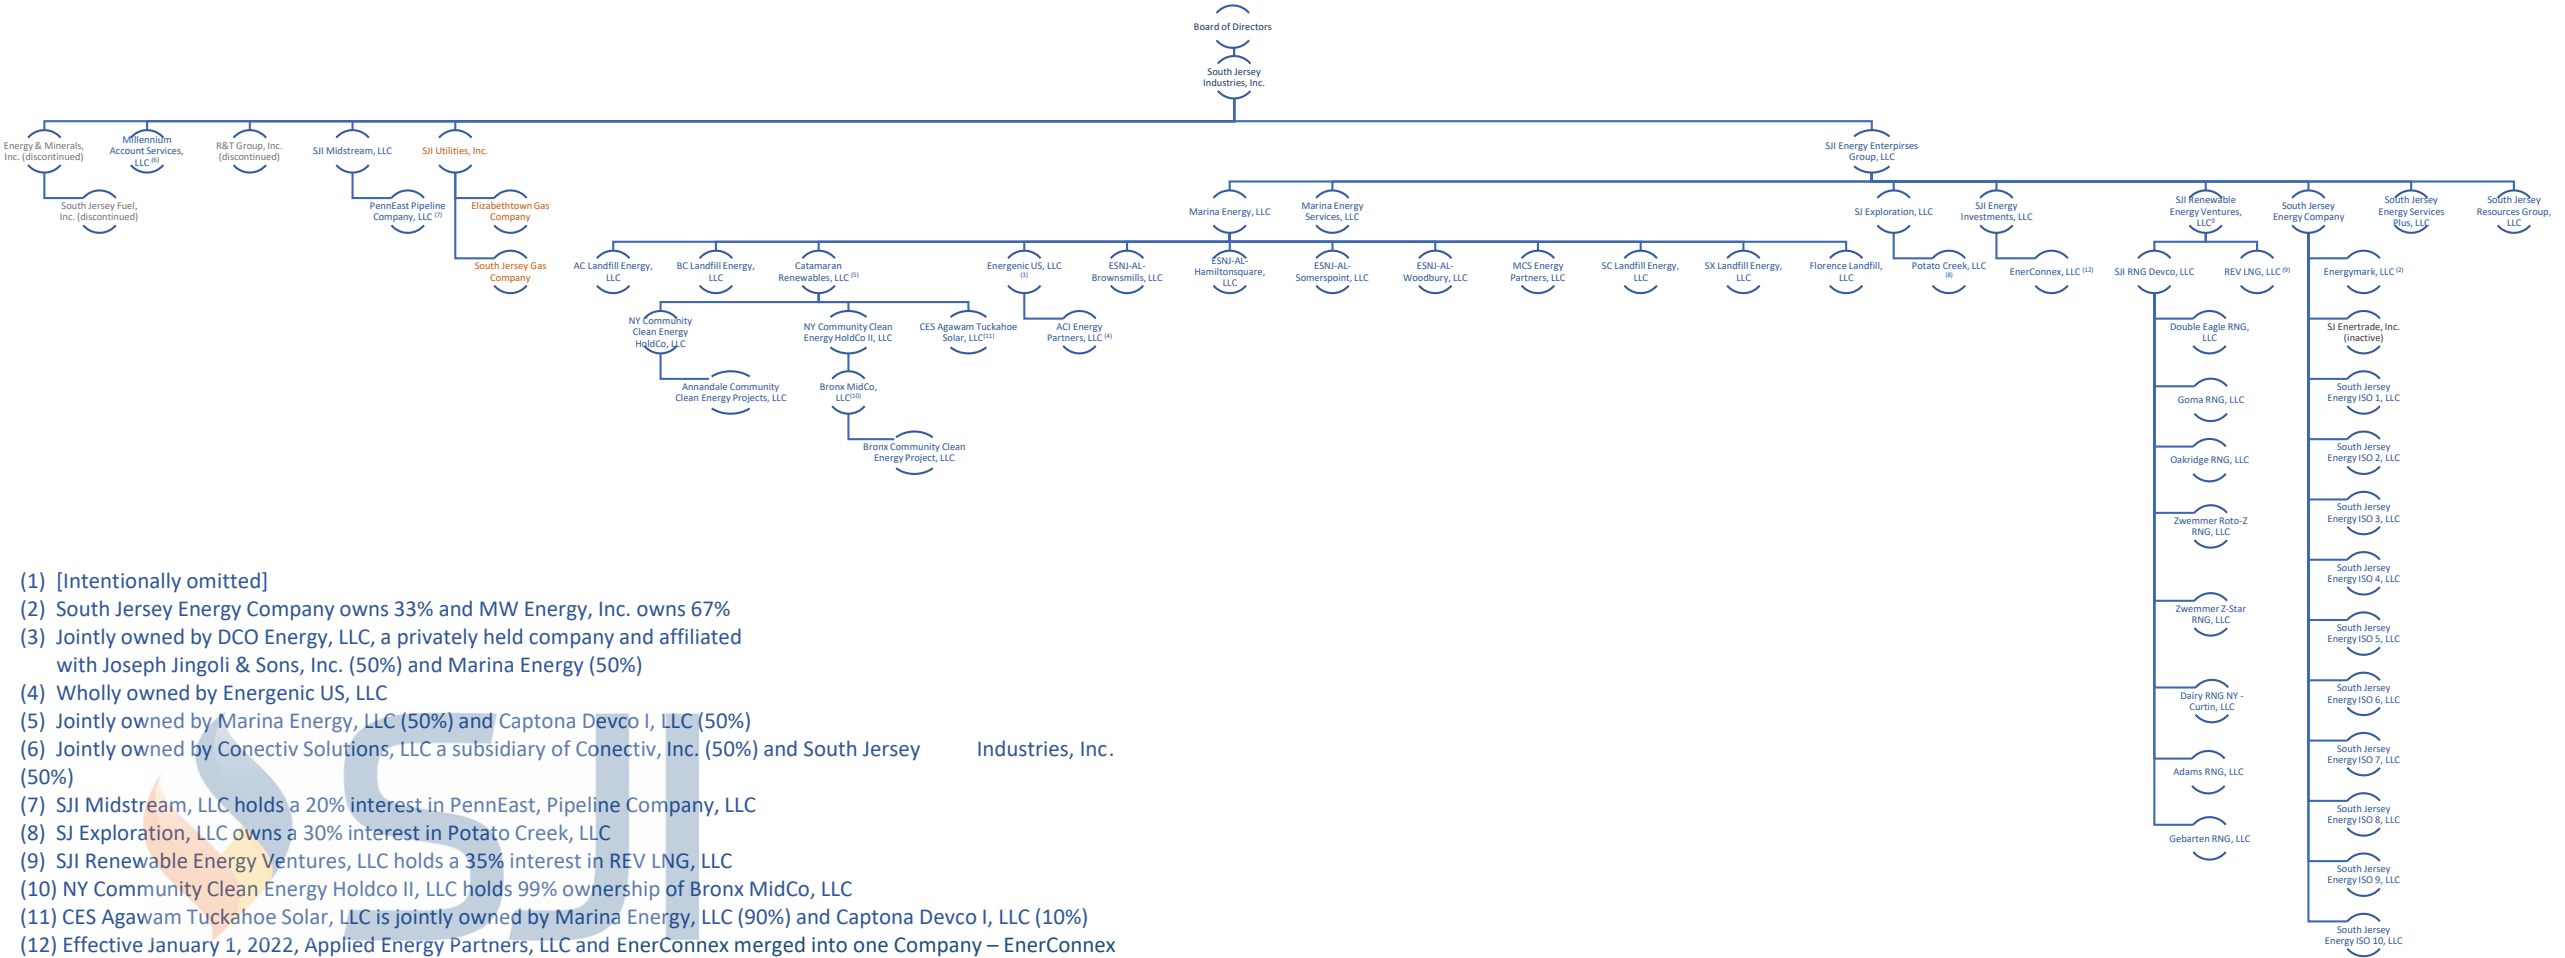 Board of Directors
South Jersey
Industries, Inc.
Energy & Minerals,
Inc. (discontinued)
Millennium
Account Services,
LLC (6)
R&T Group, Inc.
(discontinued)
SJI Midstream, LLC
SJI Utilities, Inc.
SJI Energy Enterpirses
Group, LLC
South Jersey Fuel,
Inc. (discontinued)
PennEast Pipeline
Company, LLC (7)
Elizabethtown Gas
Company
South Jersey Gas
Company
Marina Energy, LLC
Marina Energy
Services, LLC
SJ Exploration, LLC
SJI Energy
Investments, LLC
SJI Renewable
Energy Ventures,
LLC9
South Jersey
Energy Company
South Jersey
Energy Services
Plus, LLC
South Jersey
Resources Group,
LLC
AC Landfill Energy,
LLC
BC Landfill Energy,
LLC
Catamaran
Renewables, LLC (5)
Energenic US, LLC
(3)
ESNJ-AL-
Brownsmills, LLC
ESNJ-AL-
Hamiltonsquare,
LLC
ESNJ-AL-
Somerspoint, LLC
ESNJ-AL-
Woodbury, LLC
MCS Energy
Partners, LLC
SC Landfill Energy,
LLC
SX Landfill Energy,
LLC
Florence Landfill,
LLC
Potato Creek, LLC
(8)
EnerConnex, LLC (12)
SJI RNG Devco, LLC
REV LNG, LLC (9)
Energymark, LLC (2)
NY Community
Clean Energy
HoldCo, LLC
NY Community Clean
Energy HoldCo II, LLC
CES Agawam Tuckahoe
Solar, LLC(11)
ACI Energy
Partners, LLC (4)
Annandale Community
Clean Energy Projects, LLC
Bronx MidCo,
LLC(10)
Bronx Community Clean
Energy Project, LLC
Double Eagle RNG,
LLC
Goma RNG, LLC
Oakridge RNG, LLC
Zwemmer Roto-Z
RNG, LLC
Zwemmer Z-Star
RNG, LLC
Dairy RNG NY -
Curtin, LLC
Adams RNG, LLC
Gebarten RNG, LLC
SJ Enertrade, Inc.
(inactive)
South Jersey
Energy ISO 1, LLC
South Jersey
Energy ISO 2, LLC
South Jersey
Energy ISO 3, LLC
South Jersey
Energy ISO 4, LLC
South Jersey
Energy ISO 5, LLC
South Jersey
Energy ISO 6, LLC
South Jersey
Energy ISO 7, LLC
South Jersey
Energy ISO 8, LLC
South Jersey
Energy ISO 9, LLC
South Jersey
Energy ISO 10, LLC
(1) [Intentionally omitted]
(2) South Jersey Energy Company owns 33% and MW Energy, Inc. owns 67%
(3) Jointly owned by DCO Energy, LLC, a privately held company and affiliated
with Joseph Jingoli & Sons, Inc. (50%) and Marina Energy (50%)
(4) Wholly owned by Energenic US, LLC
(5) Jointly owned by Marina Energy, LLC (50%) and Captona Devco I, LLC (50%)
(6) Jointly owned by Conectiv Solutions, LLC a subsidiary of Conectiv, Inc. (50%) and South Jersey Industries, Inc.
(50%)
(7) SJI Midstream, LLC holds a 20% interest in PennEast, Pipeline Company, LLC
(8) SJ Exploration, LLC owns a 30% interest in Potato Creek, LLC
(9) SJI Renewable Energy Ventures, LLC holds a 35% interest in REV LNG, LLC
(10) NY Community Clean Energy Holdco II, LLC holds 99% ownership of Bronx MidCo, LLC
(11) CES Agawam Tuckahoe Solar, LLC is jointly owned by Marina Energy, LLC (90%) and Captona Devco I, LLC (10%)
(12) Effective January 1, 2022, Applied Energy Partners, LLC and EnerConnex merged into one Company – EnerConnex
SJI